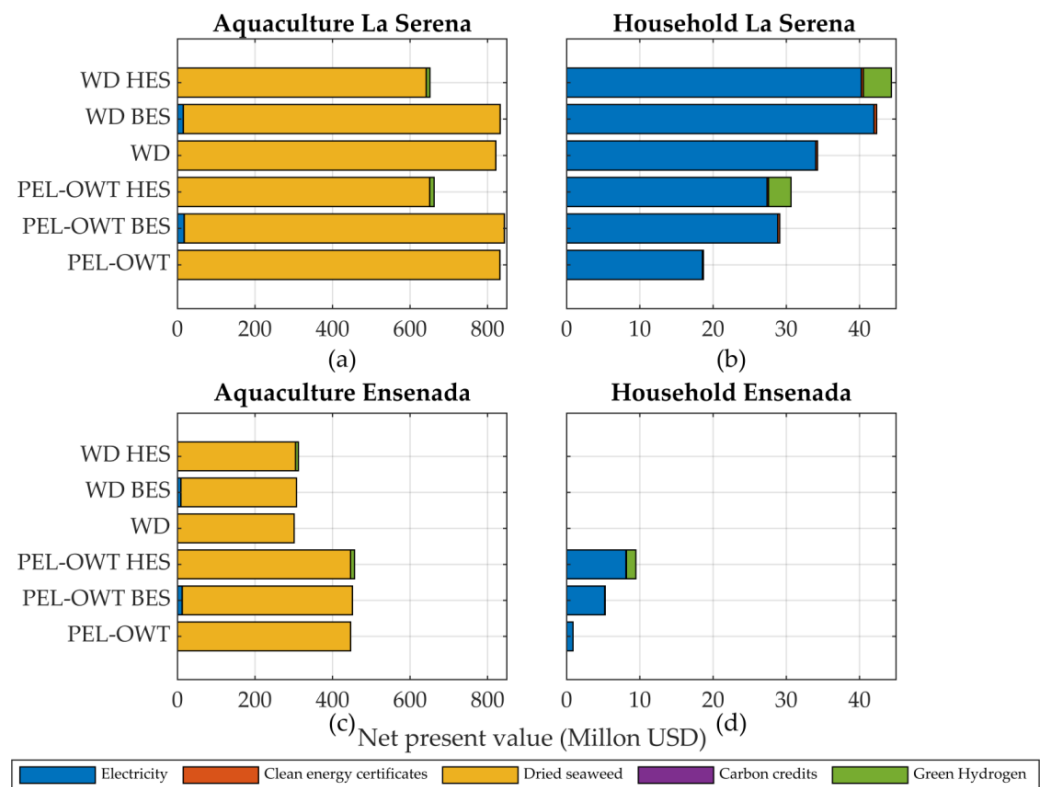 Aquaculture La Serena
Household La Serena
WD HES
WD BES
WD
PEL-OWT HES
PEL-OWT BES
PEL-OWT
0 200 400 600 800
0 10 20 30 40
(a)
(b)
Aquaculture Ensenada
Household Ensenada
WD HES
WD BES
WD
PEL-OWT HES
PEL-OWT BES
PEL-OWT
0 200 400 600 800
0 10 20 30 40
(c)
(d)
Net present value (Millon USD)
Electricity Clean energy certificates Dried seaweed Carbon credits Green Hydrogen